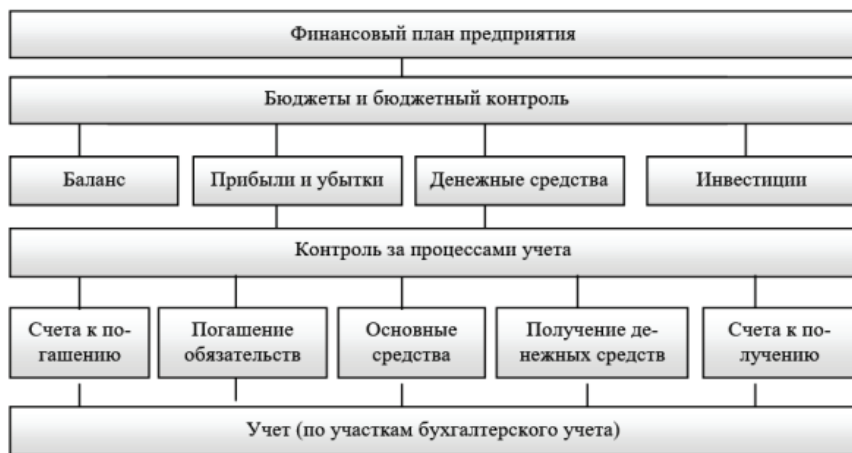 Финансовый план предприятия
Бюджеты и бюджетный контроль
Баланс
Прибыли и убытки
Денежные средства
Инвестиции
Контроль за процессами учета
Счета к по-
гашению
Погашение
обязательств
Основные
средства
Получение де-
нежных средств
Счета к по-
лучению
Учет (по участкам бухгалтерского учета)